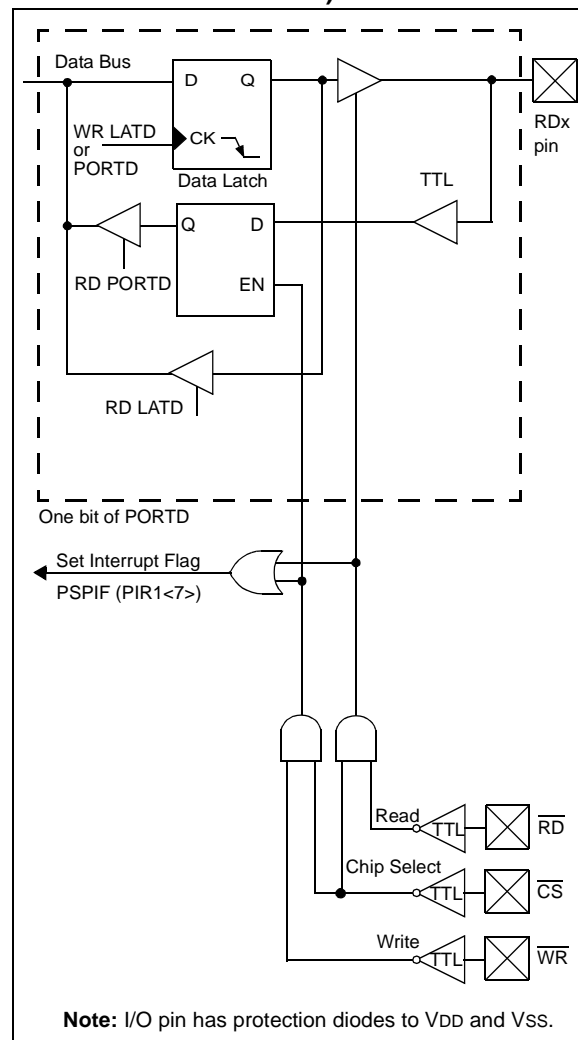 Data Bus
D Q
RDx
pin
WR LATD
or
PORTD
CK
Data Latch
TTL
Q D
EN
RD PORTD
RD LATD
One bit of PORTD
Set Interrupt Flag
PSPIF (PIR1<7>)
Read
TTL
RD
Chip Select
TTL
CS
Write
TTL
WR
Note: I/O pin has protection diodes to VDD and VSS.